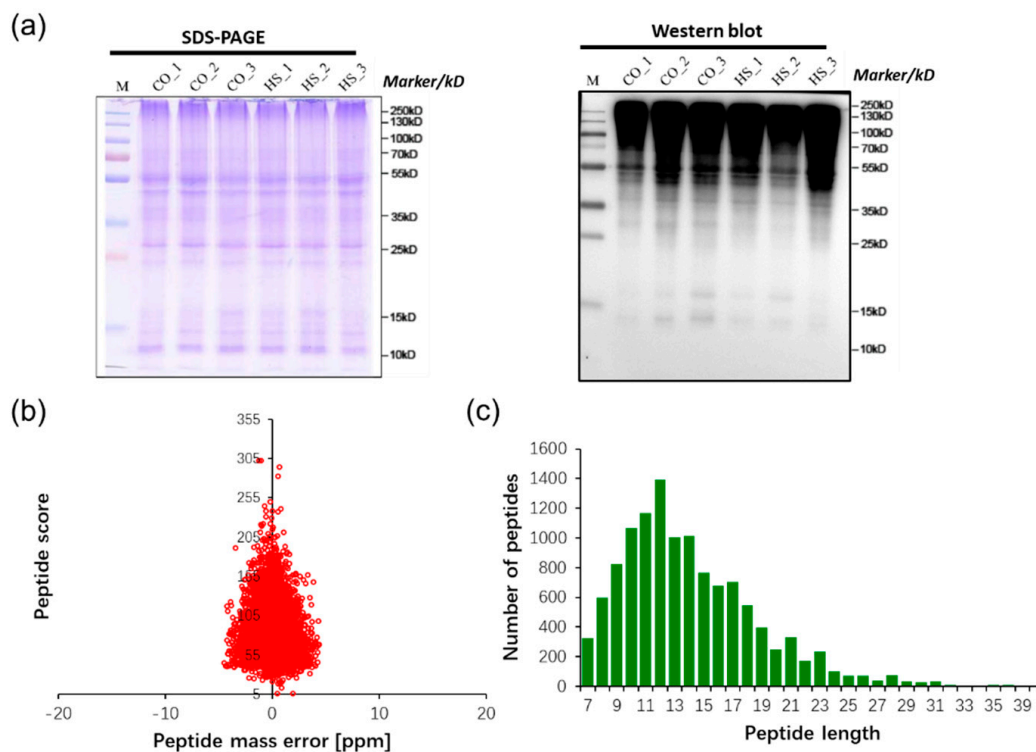 (a)
SDS-PAGE
M CO_1 CO_2 CO_3 HS_1 HS_2 HS_3 Marker/kD
250kD
130kD
100kD
70kD
55kD
35kD
25kD
15kD
10kD
Western blot
M CO_1 CO_2 CO_3 HS_1 HS_2 HS_3 Marker/kD
250kD
130kD
100kD
70kD
55kD
35kD
25kD
15kD
10kD
(b)
Peptide score
355
305
255
205
155
105
55
5
-20 -10 0 10 20
Peptide mass error [ppm]
(c)
Number of peptides
1600
1400
1200
1000
800
600
400
200
0
7 9 11 13 15 17 19 21 23 25 27 29 31 33 35 39
Peptide length